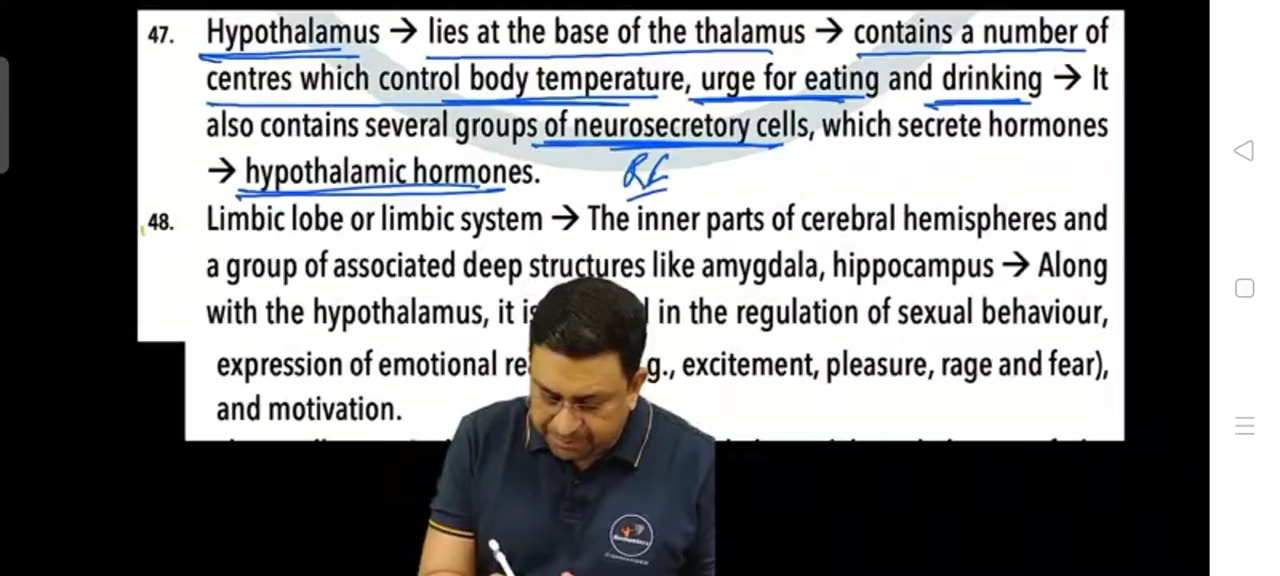 47. Hypothalamus → lies at the base of the thalamus → contains a number of
centres which control body temperature, urge for eating and drinking → It
also contains several groups of neurosecretory cells, which secrete hormones
→ hypothalamic hormones.
48. Limbic lobe or limbic system → The inner parts of cerebral hemispheres and
a group of associated deep structures like amygdala, hippocampus → Along
with the hypothalamus, it in the regulation of sexual behaviour,
expression of emotional g., excitement, pleasure, rage and fear),
and motivation.